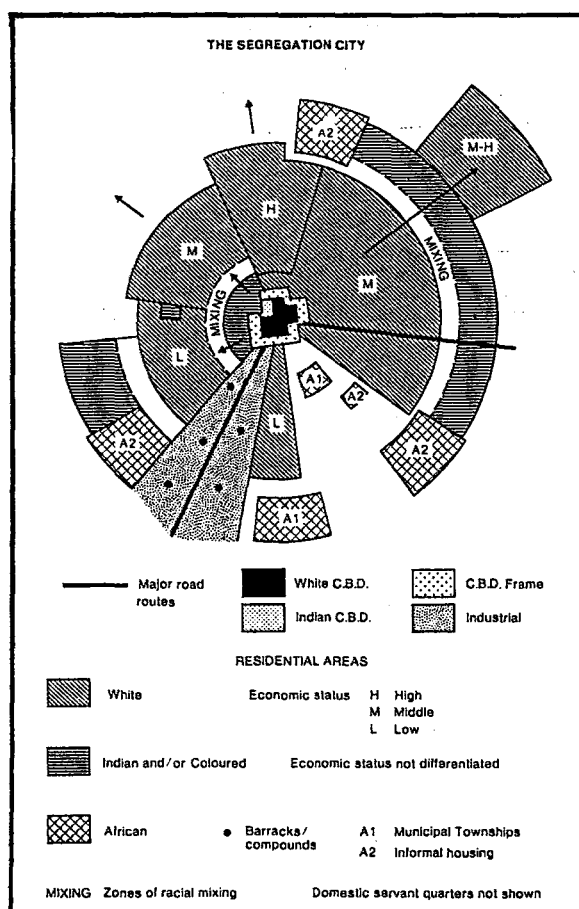 THE SEGREGATION CITY
A2
M-H
H
M
MIXING
M
MIXING
L
A1
A2
L
A2
A2
A1
Major road routes
White C.B.D.
C.B.D. Frame
Indian C.B.D.
Industrial
RESIDENTIAL AREAS
White
Economic status
H High
M Middle
L Low
Indian and/or Coloured
Economic status not differentiated
African
Barracks/ compounds
A1 Municipal Townships
A2 Informal housing
MIXING Zones of racial mixing
Domestic servant quarters not shown